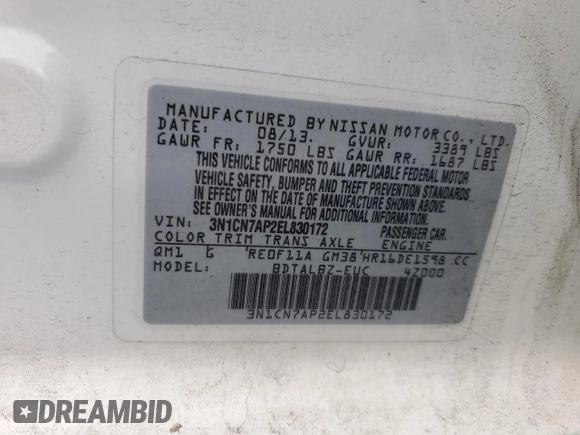 MANUFACTURED BY NISSAN MOTOR CO., LTD.
DATE: 08/13. GVWR: 3389 LBS
GAWR FR: 1750 LBS GAWR RR: 1687 LBS
THIS VEHICLE CONFORMS TO ALL APPLICABLE FEDERAL MOTOR
VEHICLE SAFETY, BUMPER AND THEFT PREVENTION STANDARDS
IN EFFECT ON THE DATE OF MANUFACTURE SHOWN ABOVE.
SEE OWNER'S MANUAL FOR ADDITIONAL INFORMATION.
VIN: 3N1CN7AP2EL830172 PASSENGER CAR
COLOR TRIM TRANS AXLE ENGINE
QM1 G RE0F11A GM38 HR16DE1598 CC
MODEL: BDTALBZ-EUC 4Z000
3N1CN7AP2EL830172
DREAMBID